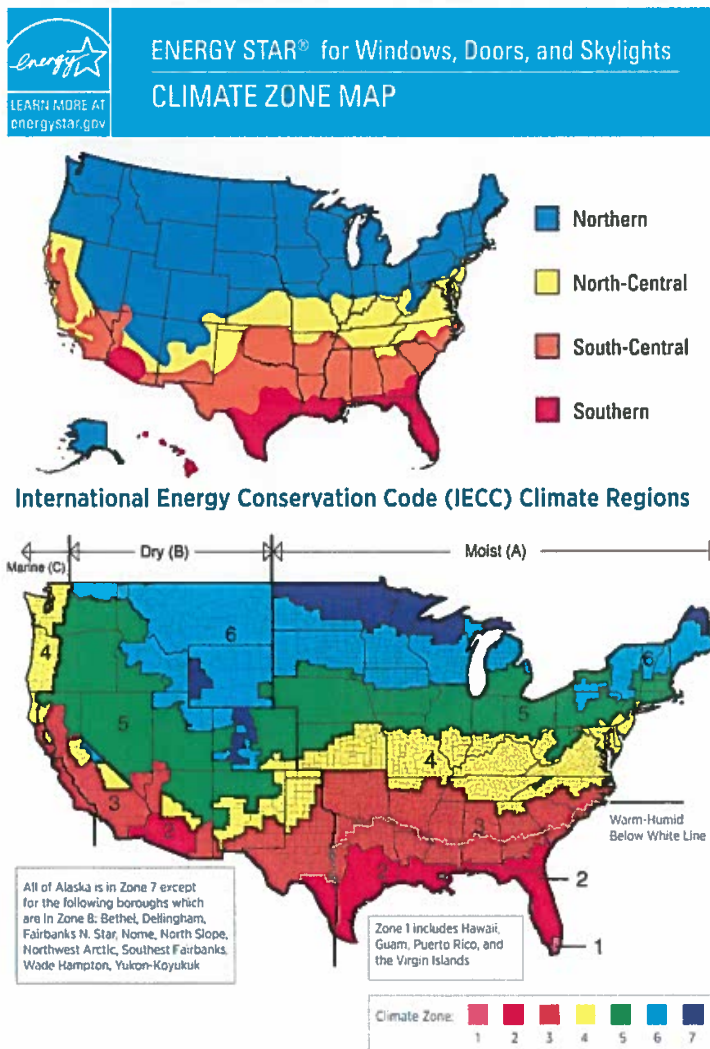 energy
LEARN MORE AT
energystar.gov
ENERGY STAR® for Windows, Doors, and Skylights
CLIMATE ZONE MAP
Northern
North-Central
South-Central
Southern
International Energy Conservation Code (IECC) Climate Regions
Marine (C)
Dry (B)
Moist (A)
6
6
4
5
5
4
3
3
2
3
2
2
Warm-Humid
Below White Line
2
1
All of Alaska is in Zone 7 except
for the following boroughs which
are in Zone 8: Bethel, Dellingham,
Fairbanks N. Star, Nome, North Slope,
Northwest Arctic, Southest Fairbanks,
Wade Hampton, Yukon-Koyukuk
Zone 1 includes Hawaii,
Guam, Puerto Rico, and
the Virgin Islands
Climate Zone:
1 2 3 4 5 6 7